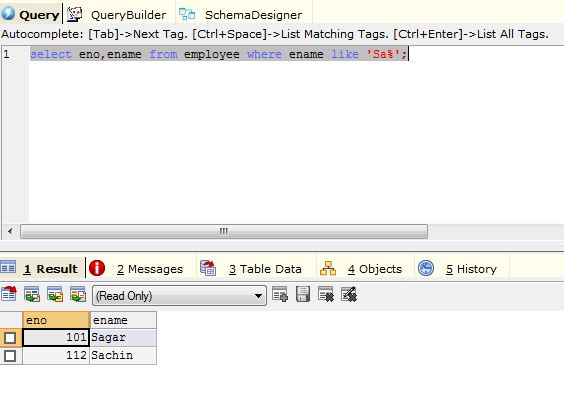 Query QueryBuilder SchemaDesigner
Autocomplete: [Tab]->Next Tag. [Ctrl+Space]->List Matching Tags. [Ctrl+Enter]->List All Tags.
1 select eno,ename from employee where ename like 'Sa%';
1 Result 2 Messages 3 Table Data 4 Objects 5 History
(Read Only)
eno ename
101 Sagar
112 Sachin